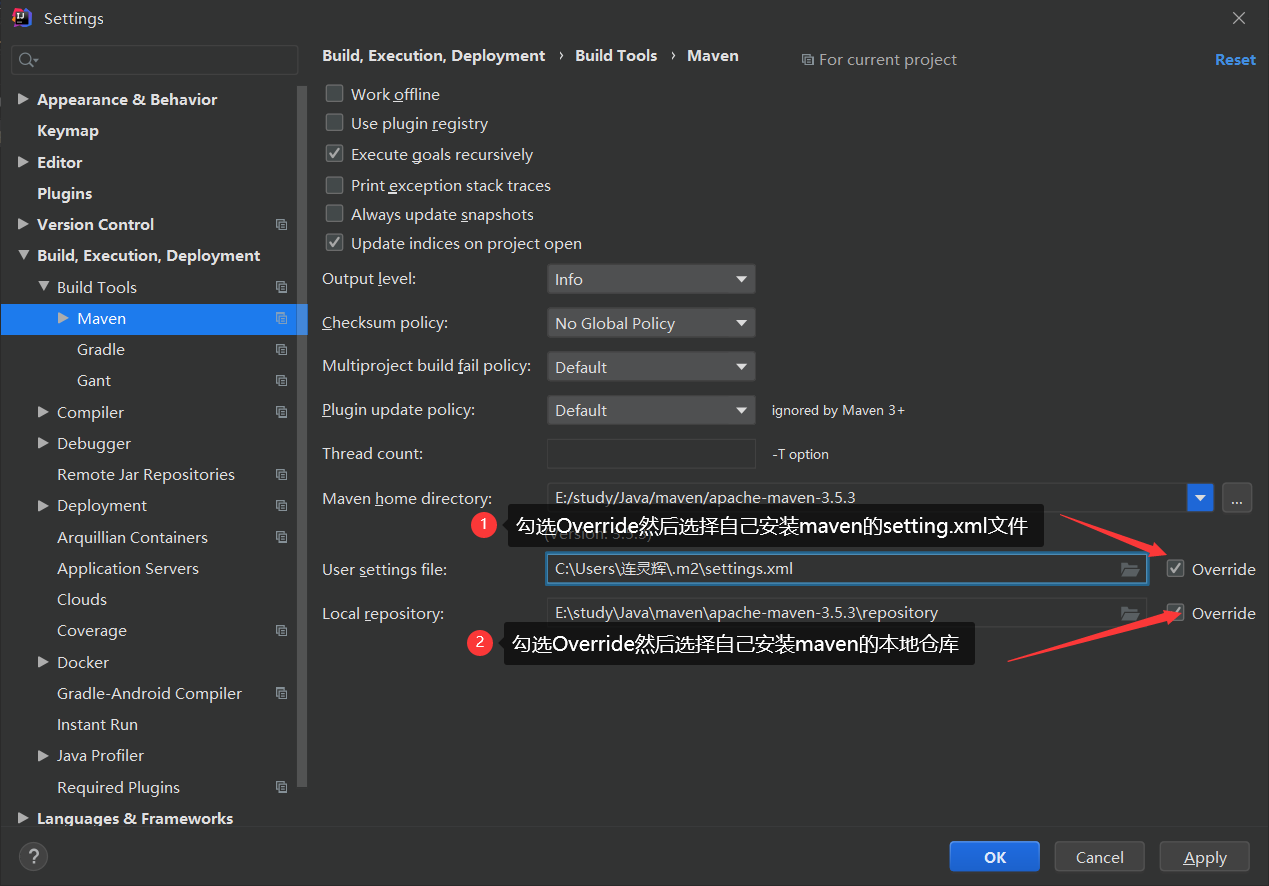 Settings
Build, Execution, Deployment › Build Tools › Maven
For current project
Reset
Appearance & Behavior
Keymap
Editor
Plugins
Version Control
Build, Execution, Deployment
Build Tools
Maven
Gradle
Gant
Compiler
Debugger
Remote Jar Repositories
Deployment
Arquillian Containers
Application Servers
Clouds
Coverage
Docker
Gradle-Android Compiler
Instant Run
Java Profiler
Required Plugins
Languages & Frameworks
Work offline
Use plugin registry
Execute goals recursively
Print exception stack traces
Always update snapshots
Update indices on project open
Output level: Info
Checksum policy: No Global Policy
Multiproject build fail policy: Default
Plugin update policy: Default ignored by Maven 3+
Thread count: -T option
Maven home directory: E:/study/Java/maven/apache-maven-3.5.3 ...
1 勾选Override然后选择自己安装maven的setting.xml文件
(Version: 3.5.3)
User settings file: C:\Users\连灵辉\.m2\settings.xml Override
Local repository: E:\study\Java\maven\apache-maven-3.5.3\repository Override
2 勾选Override然后选择自己安装maven的本地仓库
?
OK
Cancel
Apply